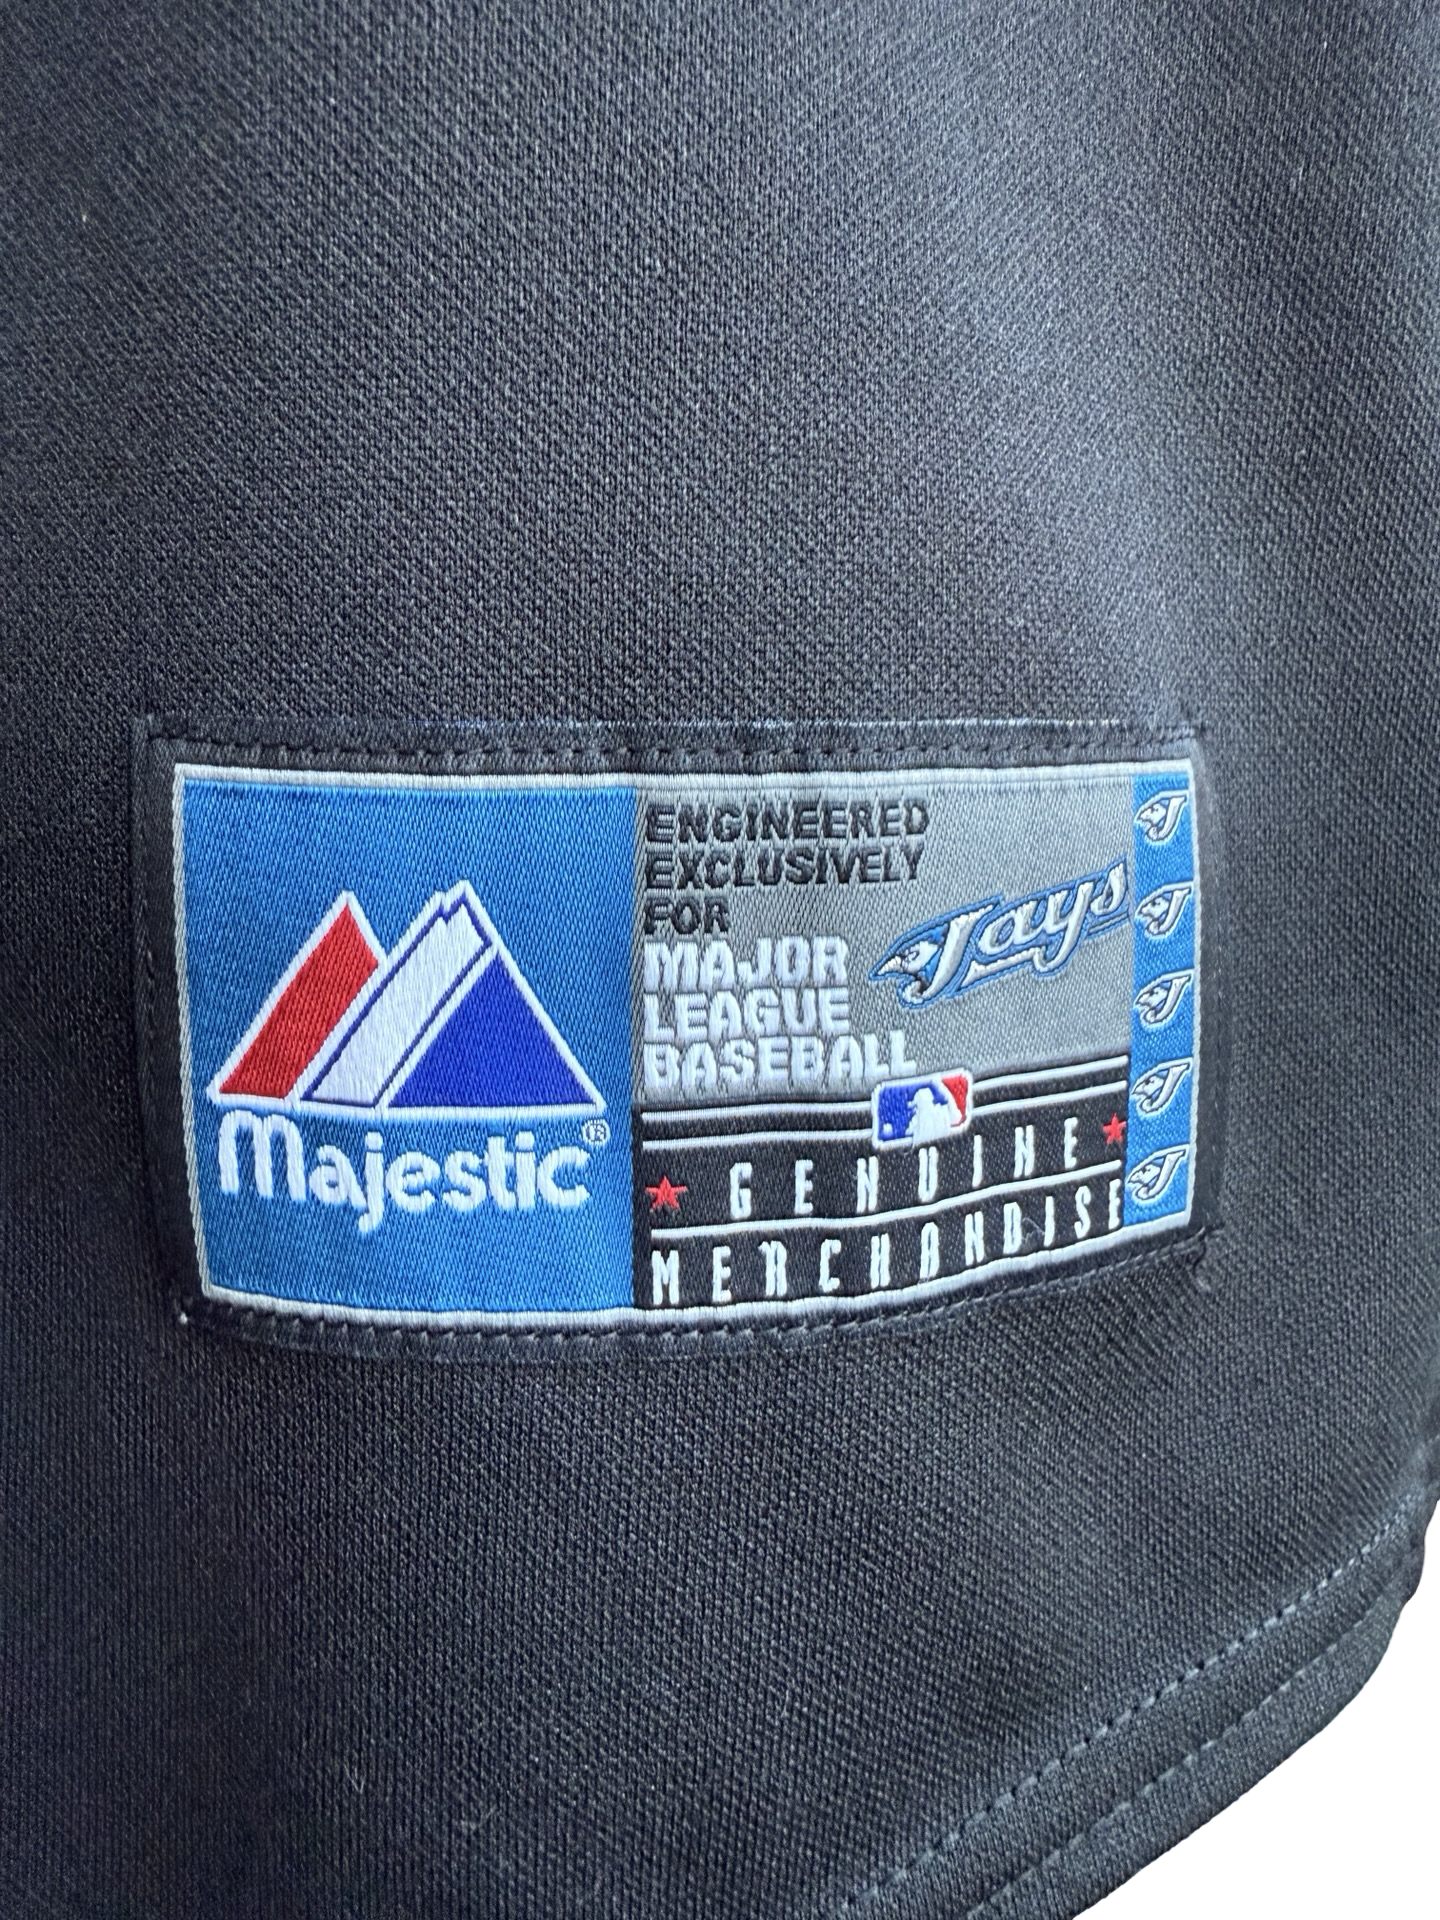 Majestic®
ENGINEERED
EXCLUSIVELY
FOR
MAJOR
LEAGUE
BASEBALL
Jays
J
J
J
J
J
GENUINE
MERCHANDISE